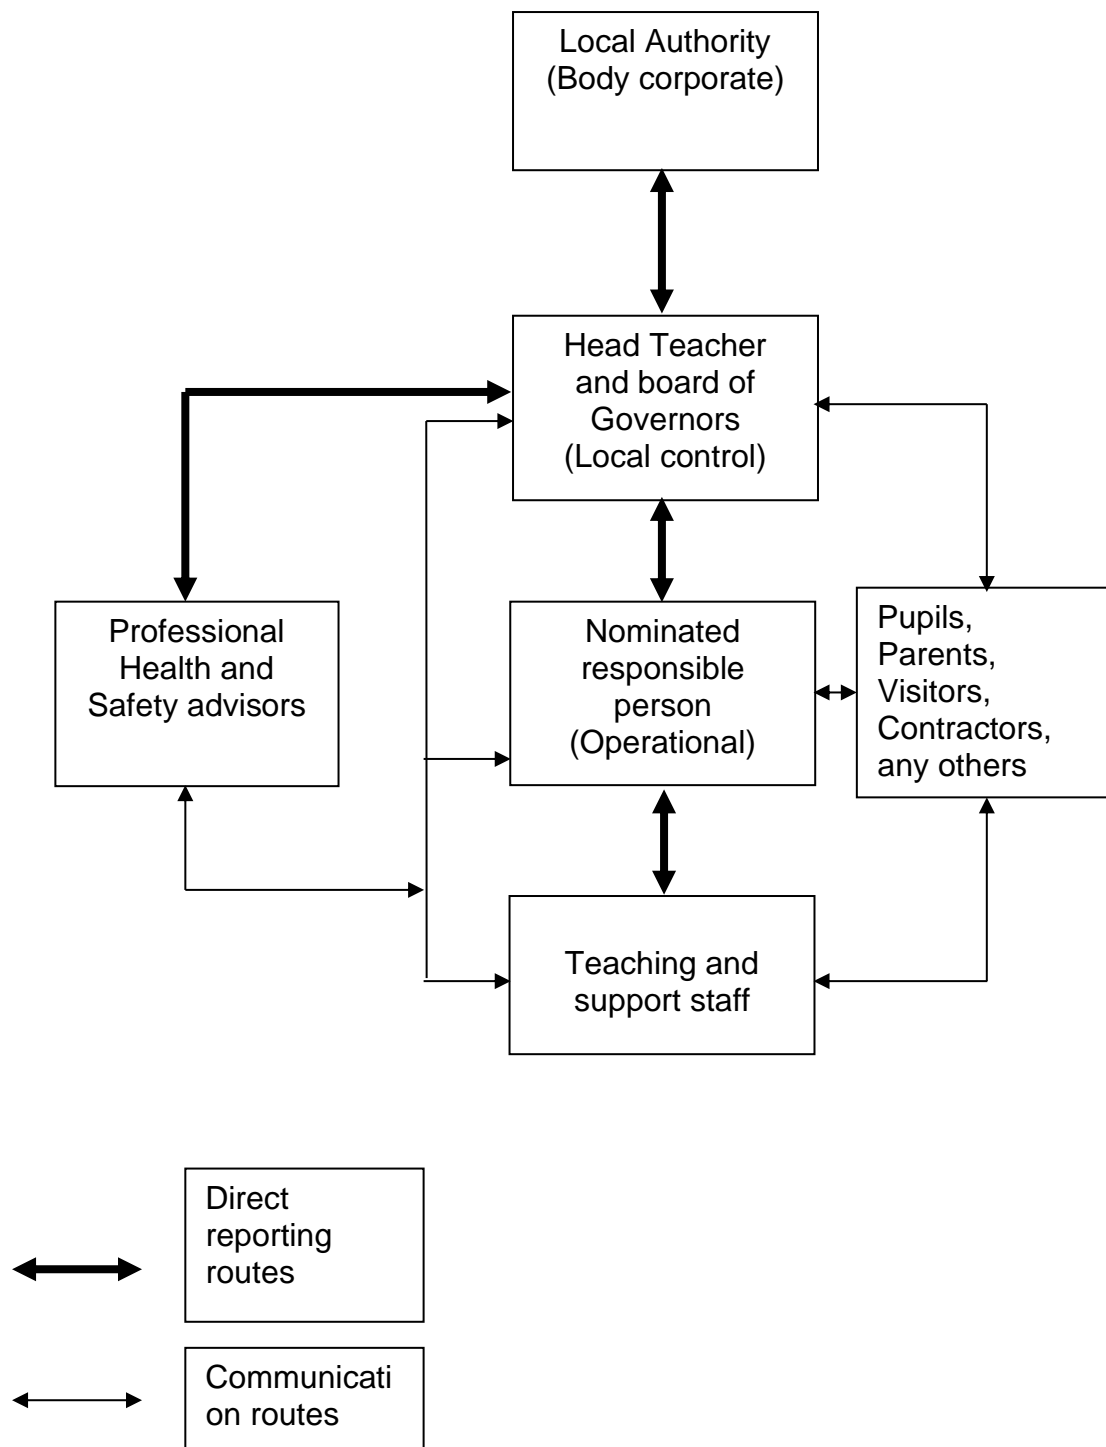 Local Authority
(Body corporate)
Head Teacher
and board of
Governors
(Local control)
Professional
Health and
Safety advisors
Nominated
responsible
person
(Operational)
Pupils,
Parents,
Visitors,
Contractors,
any others
Teaching and
support staff
Direct
reporting
routes
Communicati
on routes